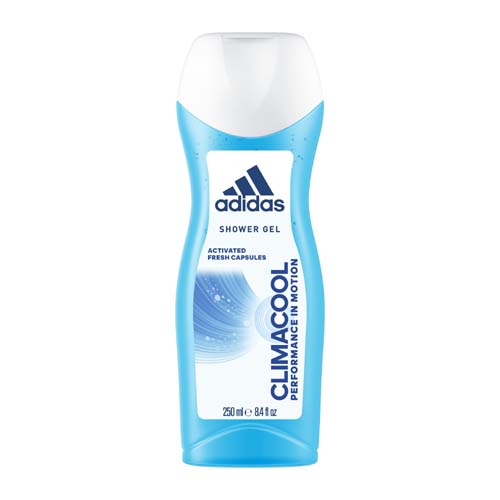 adidas
SHOWER GEL
ACTIVATED
FRESH CAPSULES
CLIMACOOL
PERFORMANCE IN MOTION
250 ml ℮ 8.4 fl oz